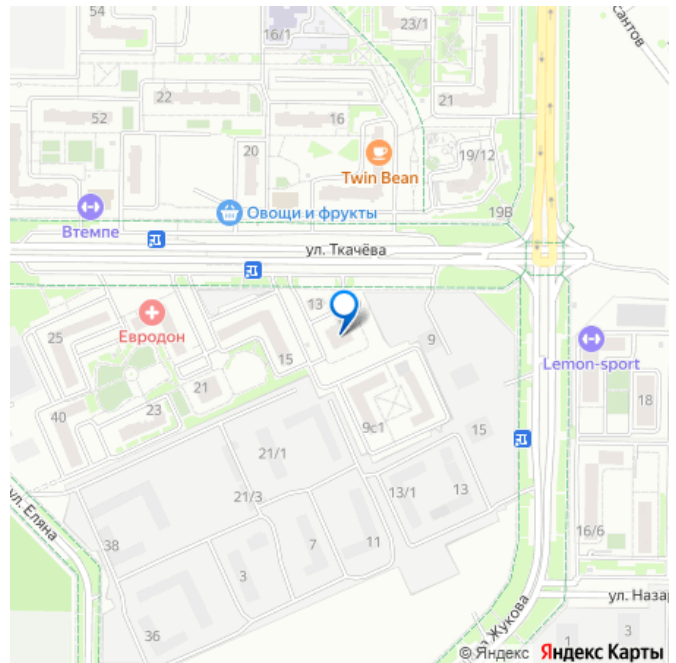 54
16/1
23/1
сантов
22
21
52
16
20
19/12
Twin Bean
19В
Втемпе
Овощи и фрукты
ул. Ткачёва
13
25
Евродон
9
15
Lemon-sport
21
18
40
23
9с1
15
21/1
21/3
13/1
13
ул. Еляна
16/6
38
7
11
3
ул. Назар
36
а Жукова
1
3
© Яндекс Яндекс Карты